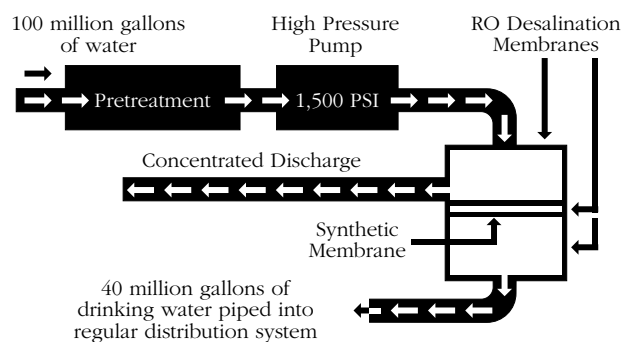 100 million gallons
of water
High Pressure
Pump
RO Desalination
Membranes
Pretreatment
1,500 PSI
Concentrated Discharge
Synthetic
Membrane
40 million gallons of
drinking water piped into
regular distribution system